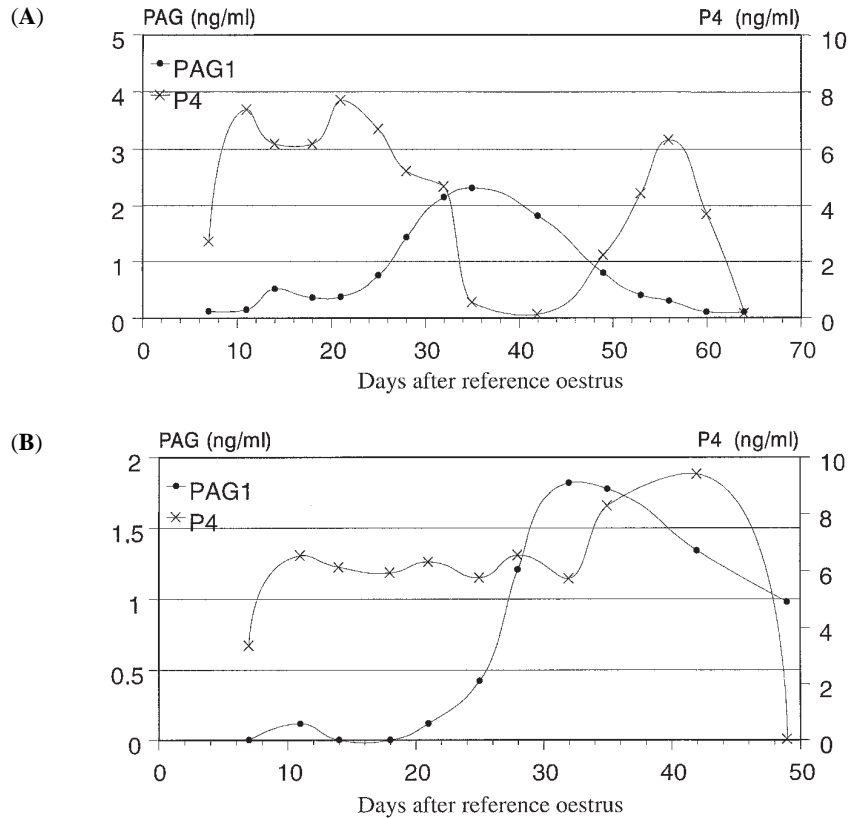 (A)
PAG (ng/ml) P4 (ng/ml)
5 10
PAG1
4 P4 8
3 6
2 4
1 2
0 0
0 10 20 30 40 50 60 70
Days after reference oestrus
(B)
PAG (ng/ml) P4 (ng/ml)
2 10
PAG1
P4 8
1.5
6
1
4
0.5
2
0 0
0 10 20 30 40 50
Days after reference oestrus